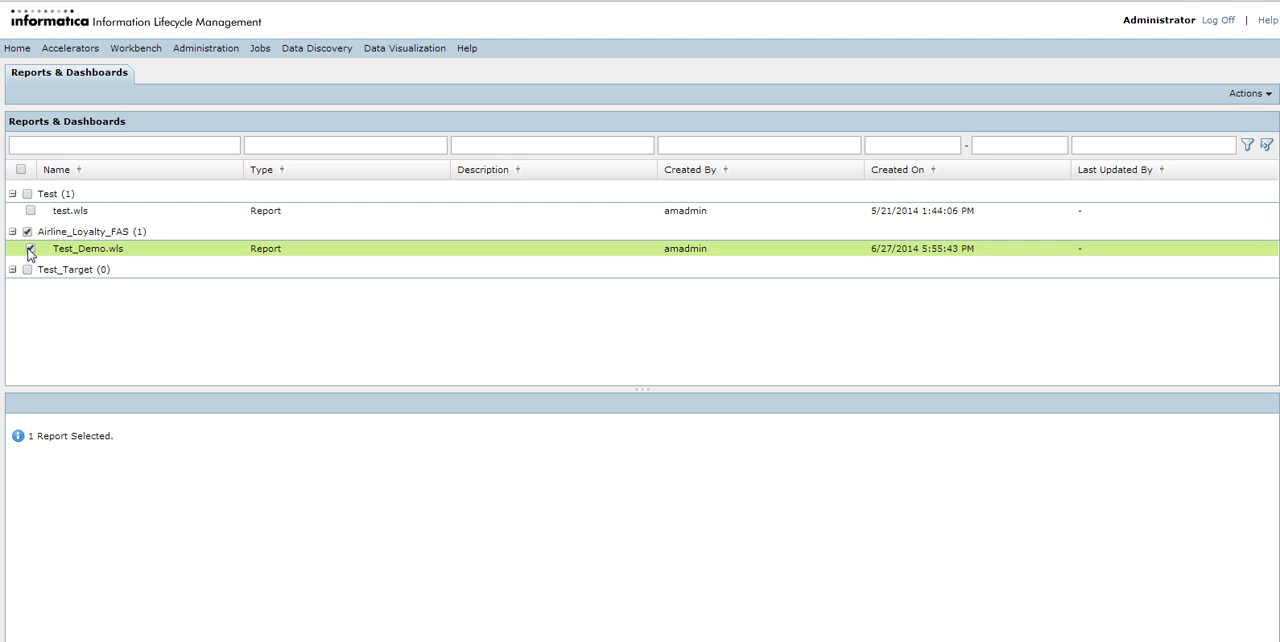 informatica Information Lifecycle Management
Administrator Log Off | Help
Home Accelerators Workbench Administration Jobs Data Discovery Data Visualization Help
Reports & Dashboards
Actions
Reports & Dashboards
-
Name Type Description Created By Created On Last Updated By
Test (1)
test.wls Report amadmin 5/21/2014 1:44:06 PM -
Airline_Loyalty_FAS (1)
Test_Demo.wls Report amadmin 6/27/2014 5:55:43 PM -
Test_Target (0)
1 Report Selected.